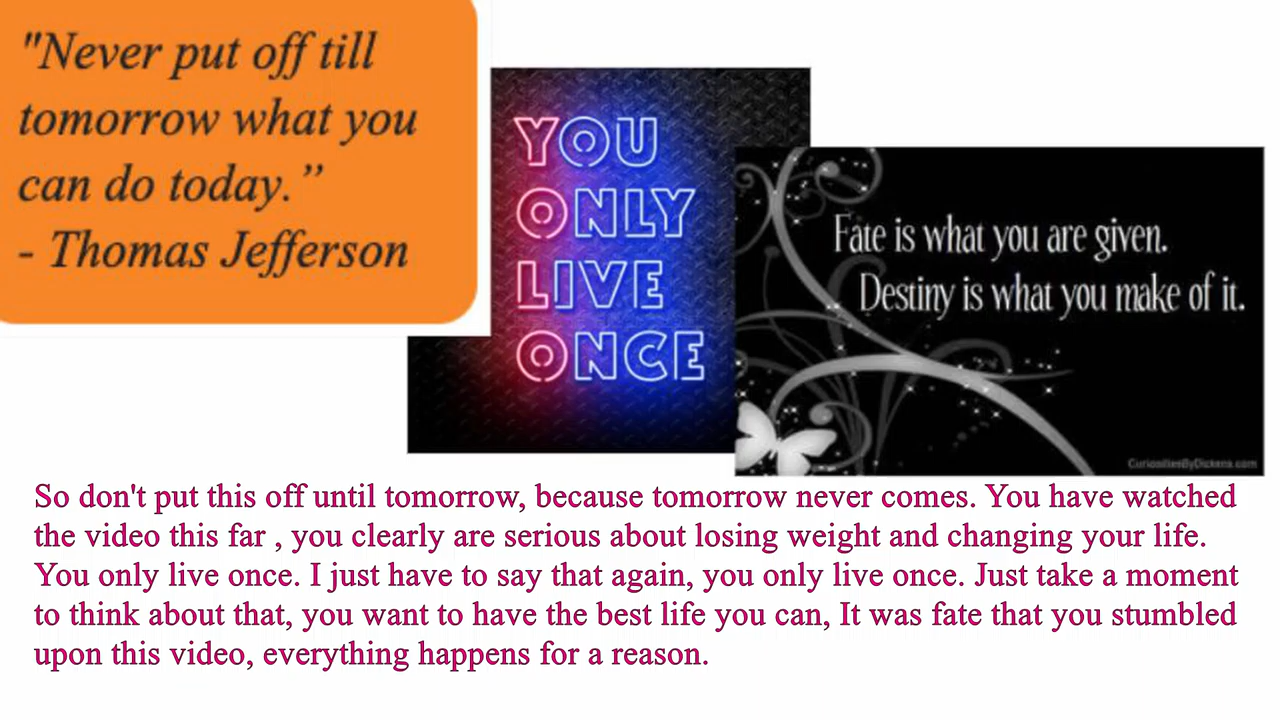 "Never put off till
tomorrow what you
can do today.”
- Thomas Jefferson
YOU
ONLY
LIVE
ONCE
Fate is what you are given.
Destiny is what you make of it.
CuriositiesByDickens.com
So don't put this off until tomorrow, because tomorrow never comes. You have watched
the video this far , you clearly are serious about losing weight and changing your life.
You only live once. I just have to say that again, you only live once. Just take a moment
to think about that, you want to have the best life you can, It was fate that you stumbled
upon this video, everything happens for a reason.